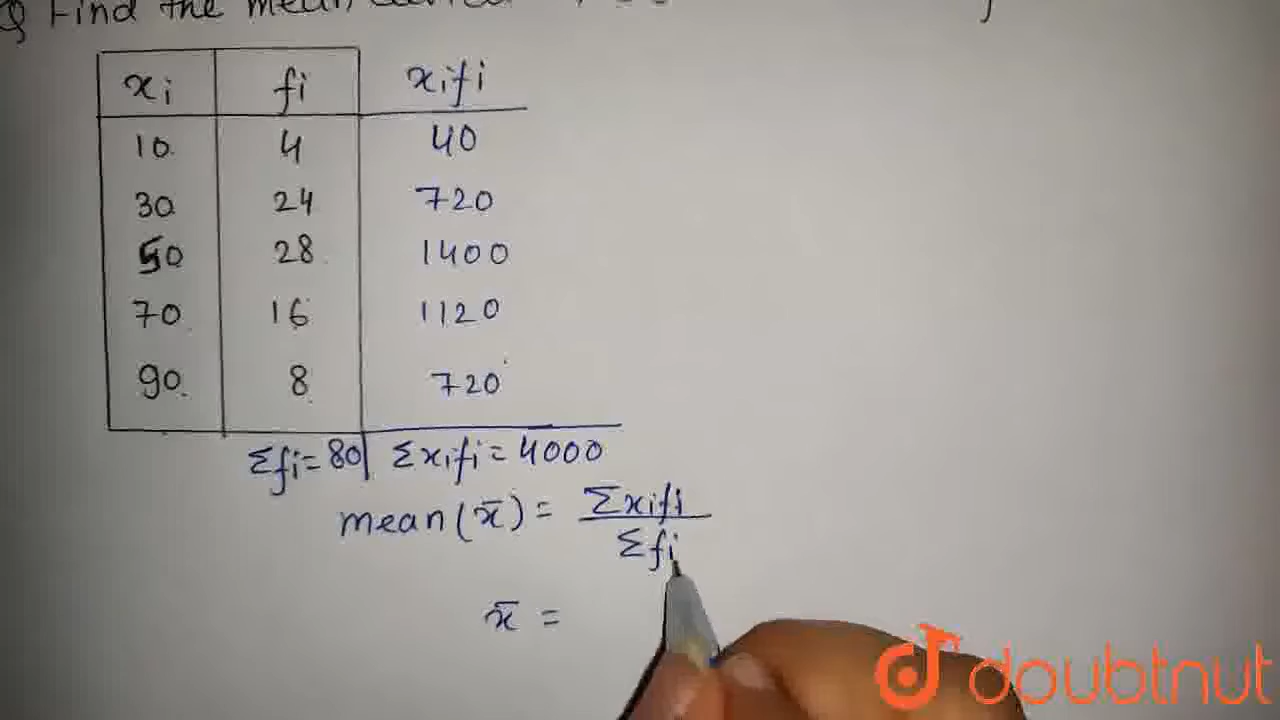 Find the mean
xi fi xifi
10 4 40
30 24 720
50 28 1400
70 16 1120
90 8 720
Σfi = 80 Σxifi = 4000
mean (x̄) = Σxifi
Σfi
x̄ =
doubtnut